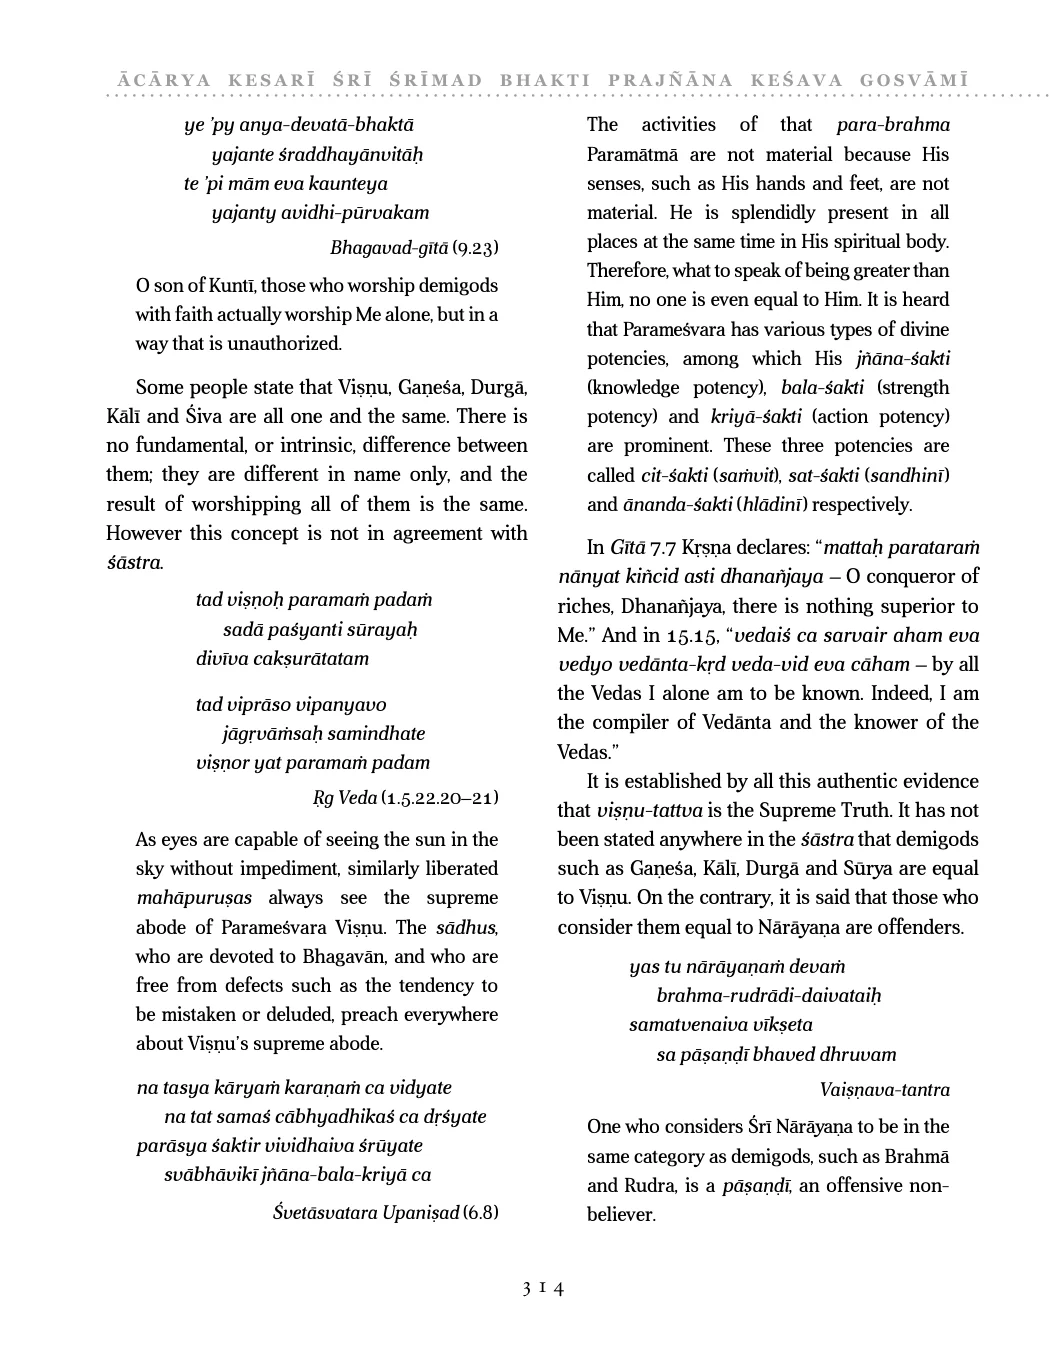 ĀCĀRYA KESARĪ ŚRĪ ŚRĪMAD BHAKTI PRAJÑĀNA KEŚAVA GOSVĀMĪ
ye ’py anya-devatā-bhaktā
yajante śraddhayānvitāḥ
te ’pi mām eva kaunteya
yajanty avidhi-pūrvakam
Bhagavad-gītā (9.23)
O son of Kuntī, those who worship demigods
with faith actually worship Me alone, but in a
way that is unauthorized.
Some people state that Viṣṇu, Gaṇeśa, Durgā,
Kālī and Śiva are all one and the same. There is
no fundamental, or intrinsic, difference between
them; they are different in name only, and the
result of worshipping all of them is the same.
However this concept is not in agreement with
śāstra.
tad viṣṇoḥ paramaṁ padaṁ
sadā paśyanti sūrayaḥ
divīva cakṣurātatam
tad viprāso vipanyavo
jāgṛvāṁsaḥ samindhate
viṣṇor yat paramaṁ padam
Ṛg Veda (1.5.22.20–21)
As eyes are capable of seeing the sun in the
sky without impediment, similarly liberated
mahāpuruṣas always see the supreme
abode of Parameśvara Viṣṇu. The sādhus,
who are devoted to Bhagavān, and who are
free from defects such as the tendency to
be mistaken or deluded, preach everywhere
about Viṣṇu’s supreme abode.
na tasya kāryaṁ karaṇaṁ ca vidyate
na tat samaś cābhyadhikaś ca dṛśyate
parāsya śaktir vividhaiva śrūyate
svābhāvikī jñāna-bala-kriyā ca
Śvetāsvatara Upaniṣad (6.8)
The activities of that para-brahma
Paramātmā are not material because His
senses, such as His hands and feet, are not
material. He is splendidly present in all
places at the same time in His spiritual body.
Therefore, what to speak of being greater than
Him, no one is even equal to Him. It is heard
that Parameśvara has various types of divine
potencies, among which His jñāna-śakti
(knowledge potency), bala-śakti (strength
potency) and kriyā-śakti (action potency)
are prominent. These three potencies are
called cit-śakti (saṁvit), sat-śakti (sandhinī)
and ānanda-śakti (hlādinī) respectively.
In Gītā 7.7 Kṛṣṇa declares: “mattaḥ parataraṁ
nānyat kiñcid asti dhanañjaya – O conqueror of
riches, Dhanañjaya, there is nothing superior to
Me.” And in 15.15, “vedaiś ca sarvair aham eva
vedyo vedānta-kṛd veda-vid eva cāham – by all
the Vedas I alone am to be known. Indeed, I am
the compiler of Vedānta and the knower of the
Vedas.”
It is established by all this authentic evidence
that viṣṇu-tattva is the Supreme Truth. It has not
been stated anywhere in the śāstra that demigods
such as Gaṇeśa, Kālī, Durgā and Sūrya are equal
to Viṣṇu. On the contrary, it is said that those who
consider them equal to Nārāyaṇa are offenders.
yas tu nārāyaṇaṁ devaṁ
brahma-rudrādi-daivataiḥ
samatvenaiva vīkṣeta
sa pāṣaṇḍī bhaved dhruvam
Vaiṣṇava-tantra
One who considers Śrī Nārāyaṇa to be in the
same category as demigods, such as Brahmā
and Rudra, is a pāṣaṇḍī, an offensive non-
believer.
314